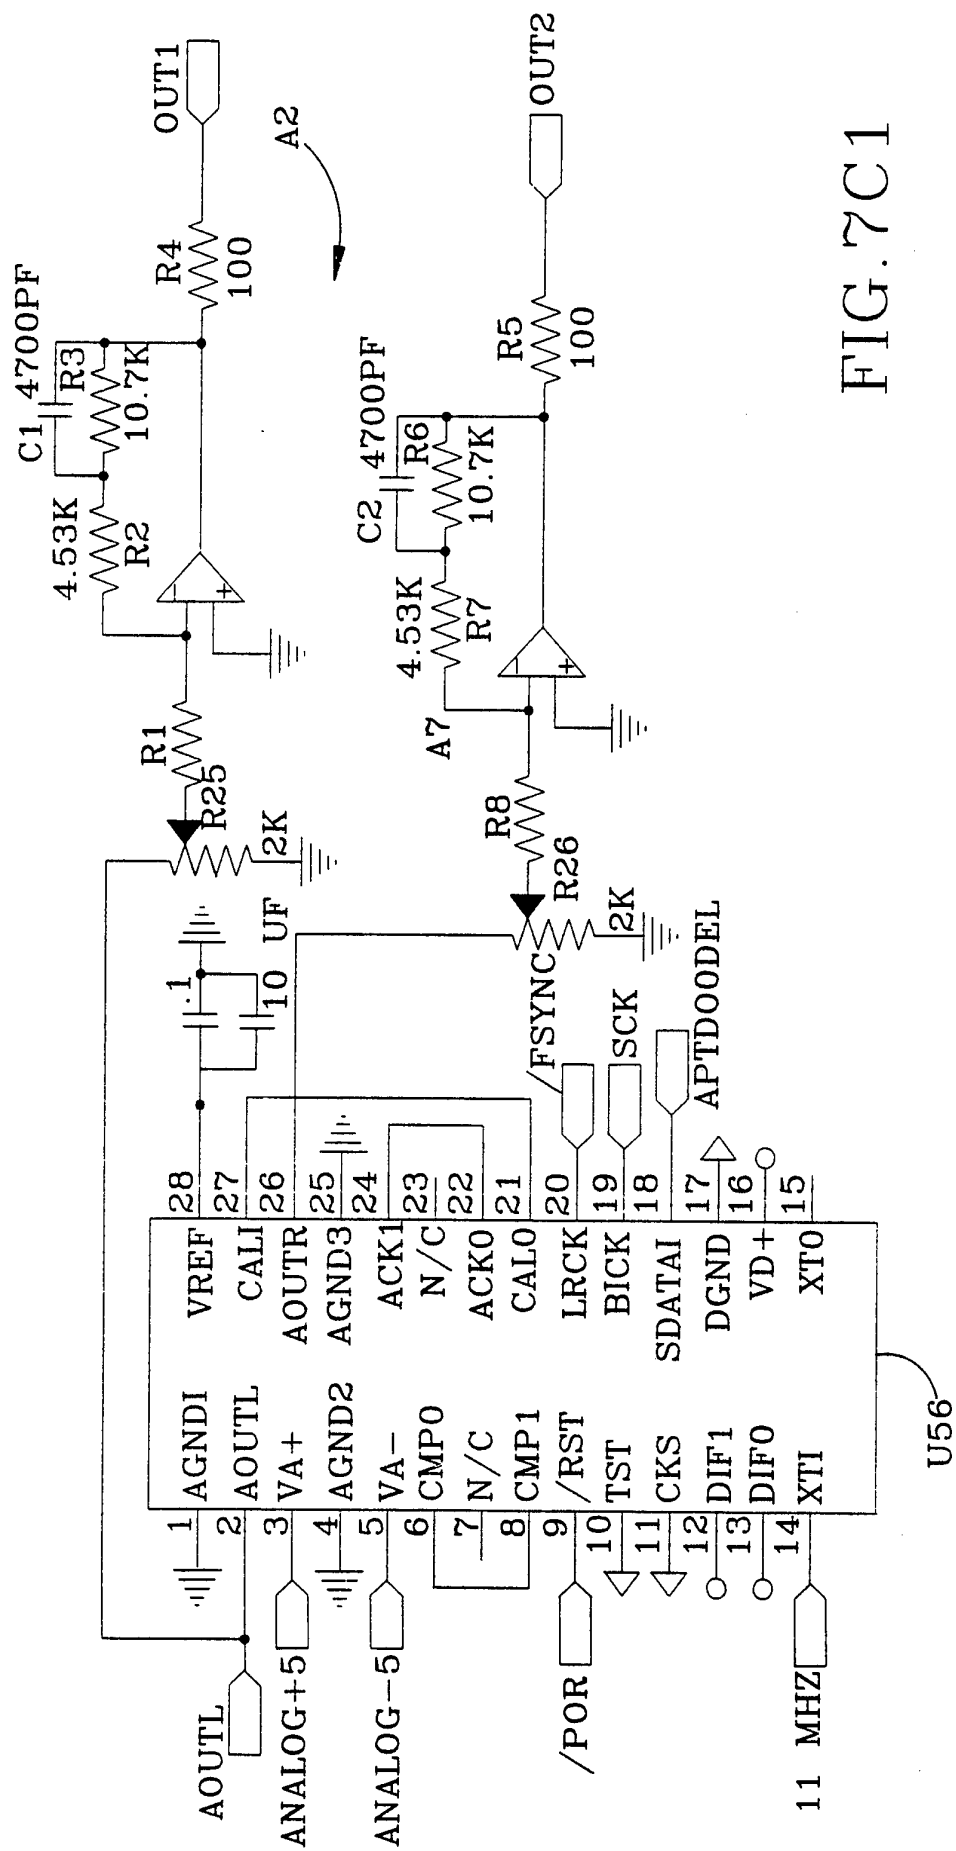 OUT1
A2
R4
100
4700PF
C1
R3
10.7K
4.53K
R2
-
+
R1
R25
2K
.1
10
UF
OUT2
R5
100
4700PF
C2
R6
10.7K
4.53K
R7
A7
-
+
R8
R26
2K
/FSYNC
SCK
APTDOODEL
28
27
26
25
24
23
22
21
20
19
18
17
16
15
VREF
CALI
AOUTR
AGND3
ACK1
N/C
ACKO
CALO
LRCK
BICK
SDATAI
DGND
VD+
XTO
AGNDI
AOUTL
VA+
AGND2
VA-
CMPO
N/C
CMP1
/RST
TST
CKS
DIF1
DIFO
XTI
1
2
3
4
5
6
7
8
9
10
11
12
13
14
AOUTL
ANALOG+5
ANALOG-5
/POR
11 MHZ
U56
FIG.7C1